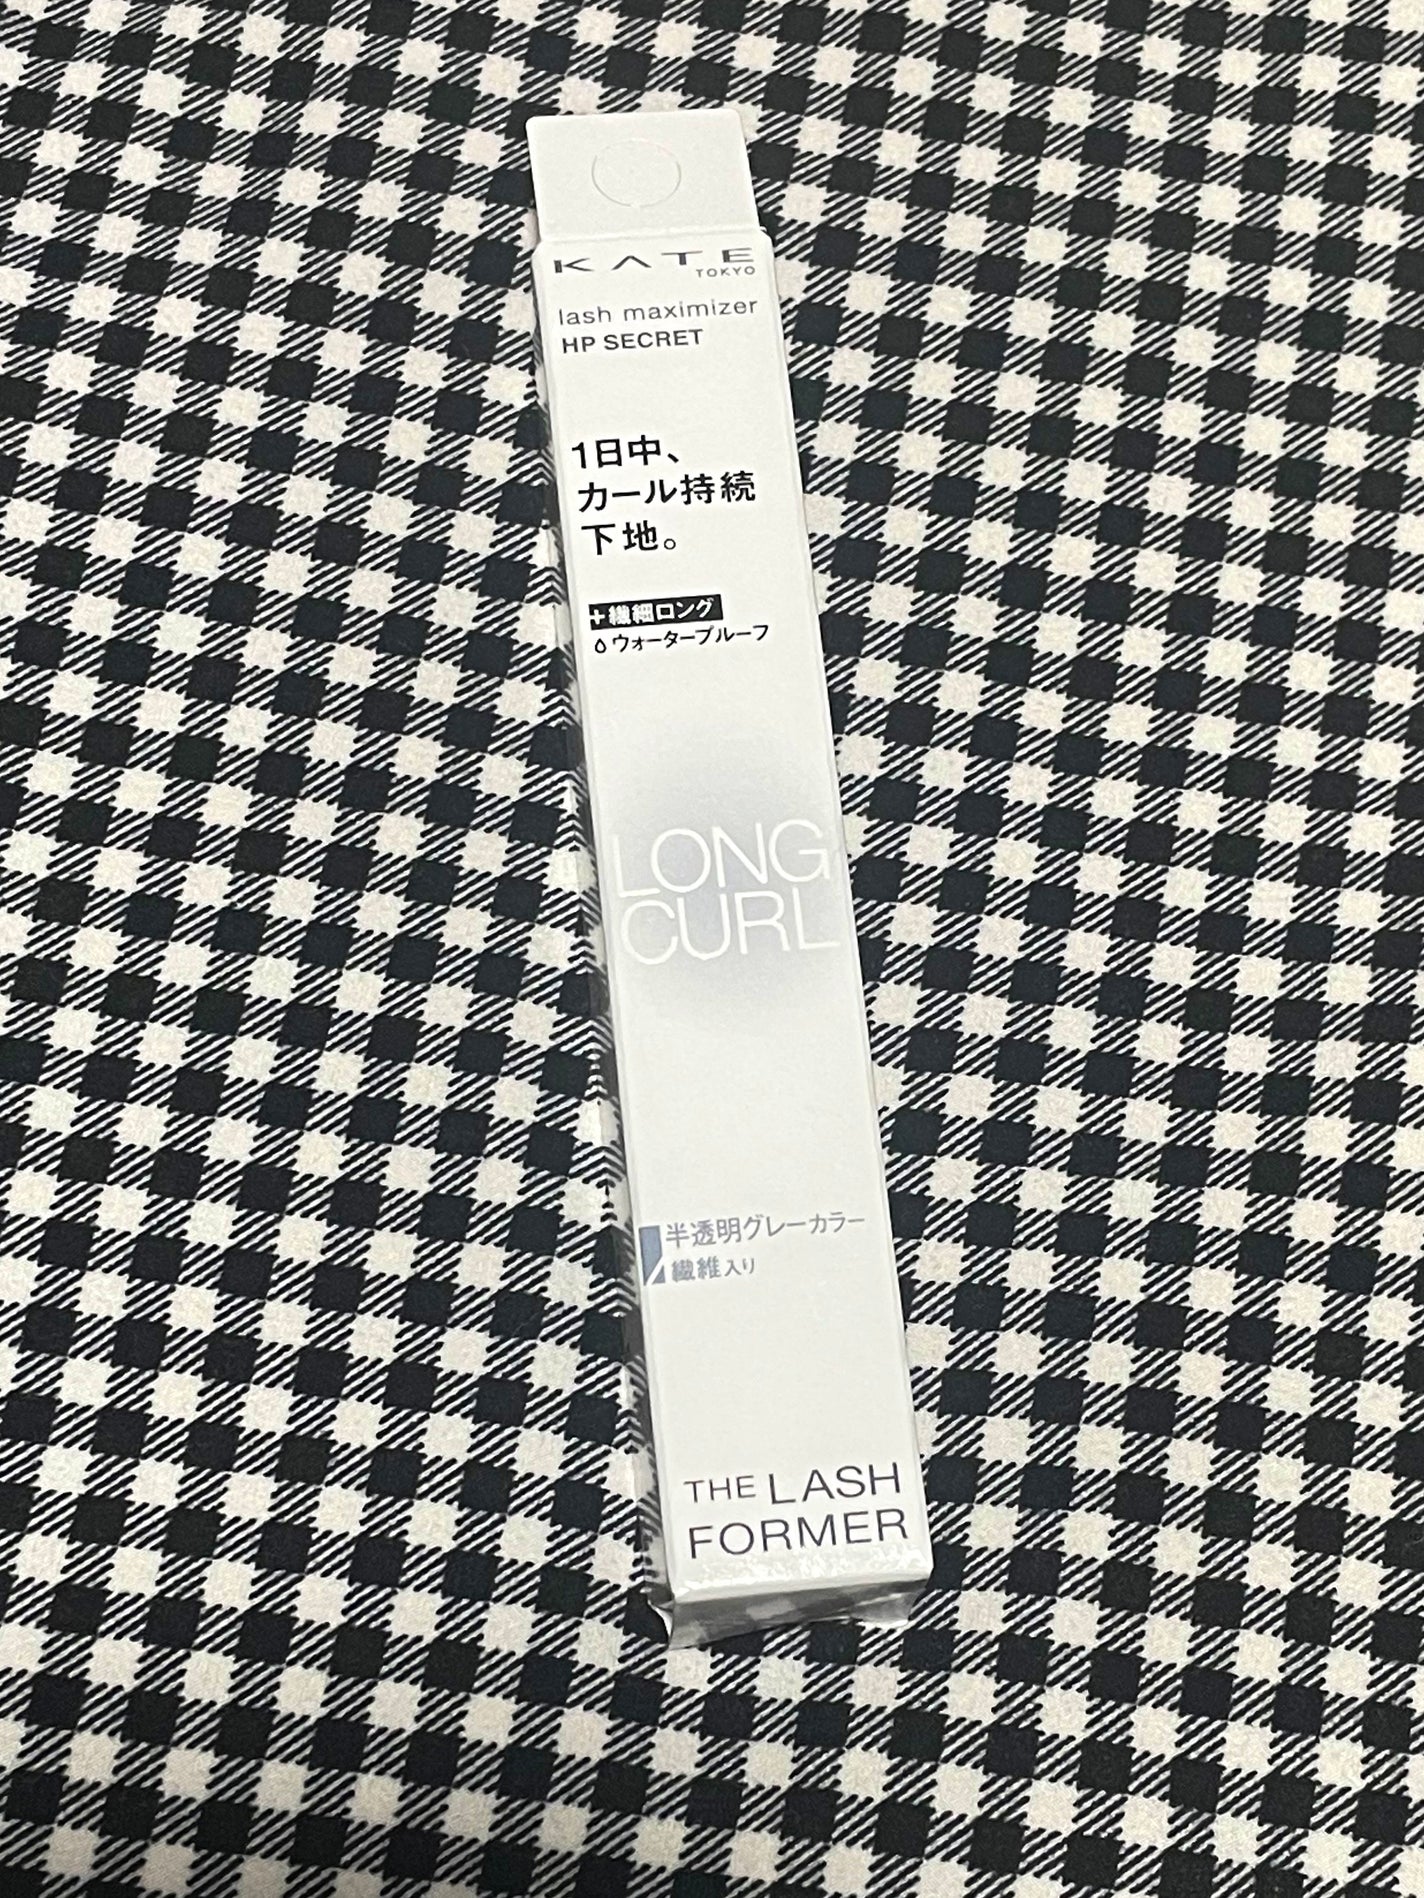 KATE
TOKYO
lash maximizer
HP SECRET
1日中、
カール持続
下地。
+繊細ロング
ウォータープルーフ
LONG
CURL
半透明グレーカラー
繊維入り
THE LASH
FORMER